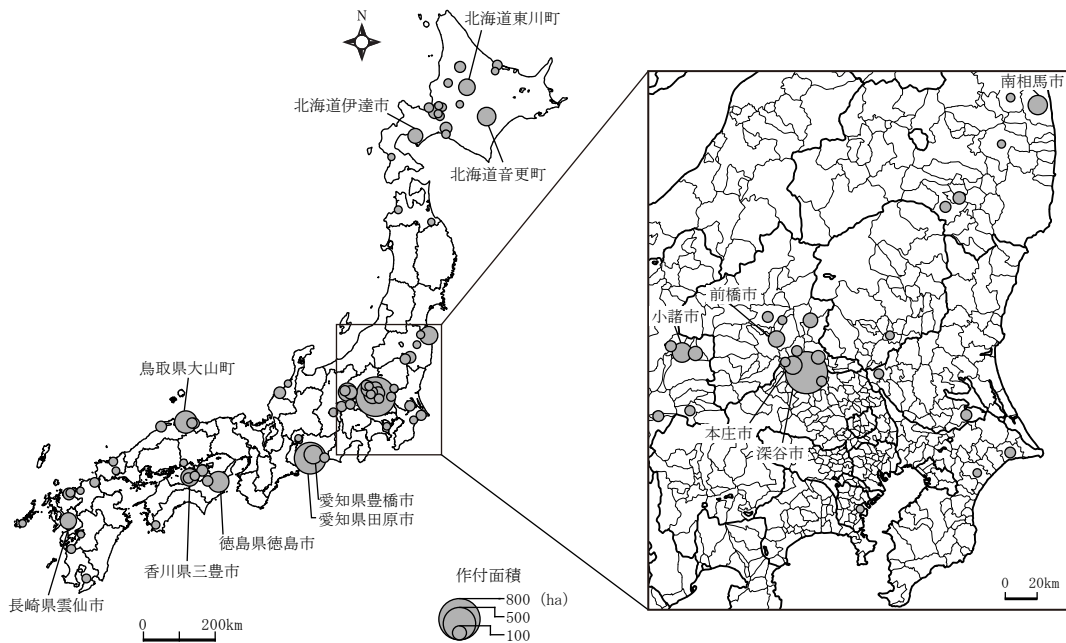 N
北海道東川町
北海道伊達市
北海道音更町
南相馬市
前橋市
小諸市
本庄市
深谷市
0 20km
鳥取県大山町
愛知県豊橋市
愛知県田原市
徳島県徳島市
香川県三豊市
長崎県雲仙市
0 200km
作付面積
800 (ha)
500
100